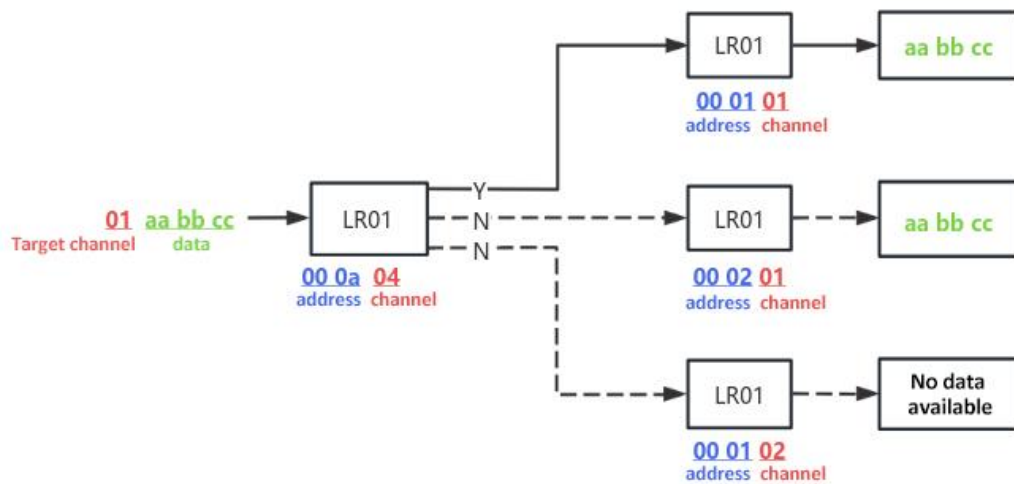 LR01
aa bb cc
00 01 01
address channel
Y
01 aa bb cc
Target channel data
LR01
N
N
00 0a 04
address channel
LR01
aa bb cc
00 02 01
address channel
LR01
No data
available
00 01 02
address channel